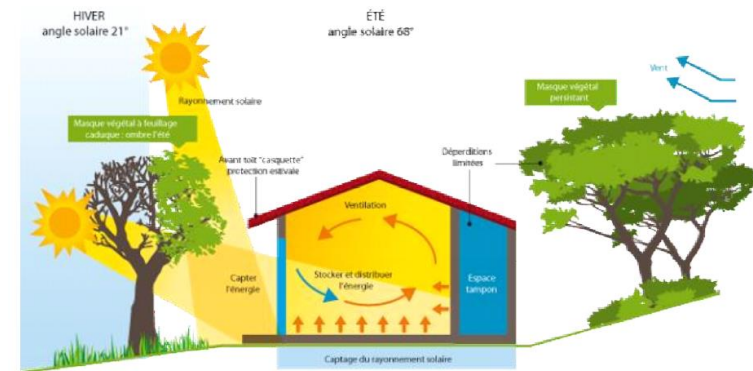 HIVER
angle solaire 21°
ÉTÉ
angle solaire 68°
Rayonnement solaire
Masque végétal à feuillage
caduque : ombre l'été
Avant toit "casquette"
protection estivale
Déperditions
limitées
Masque végétal
persistant
Vent
Ventilation
Capter
l'énergie
Stocker et distribuer
l'énergie
Espace
tampon
Captage du rayonnement solaire